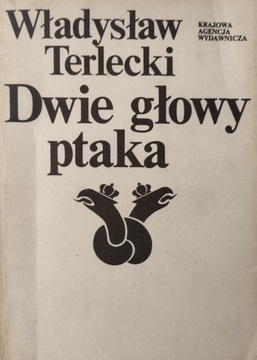 Władysław
Terlecki
KRAJOWA
AGENCJA
WYDAWNICZA
Dwie głowy
ptaka